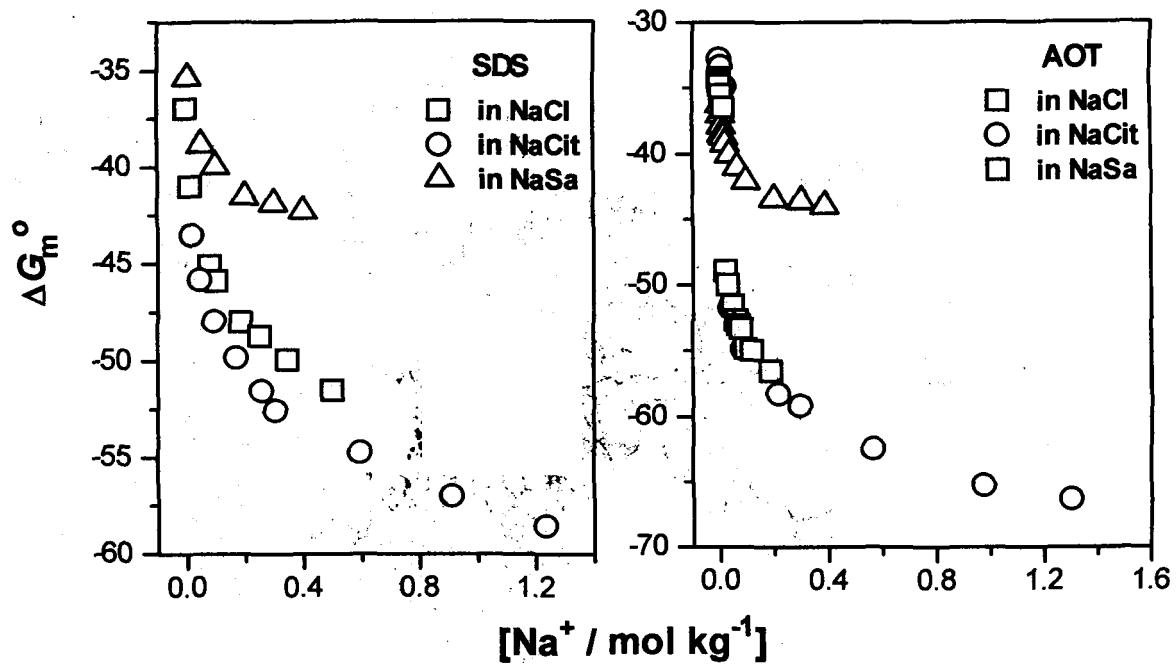 SDS
in NaCl
in NaCit
in NaSa
-35
-40
-45
-50
-55
-60
0.0 0.4 0.8 1.2
ΔGm°
AOT
in NaCl
in NaCit
in NaSa
-30
-40
-50
-60
-70
0.0 0.4 0.8 1.2 1.6
[Na⁺ / mol kg⁻¹]